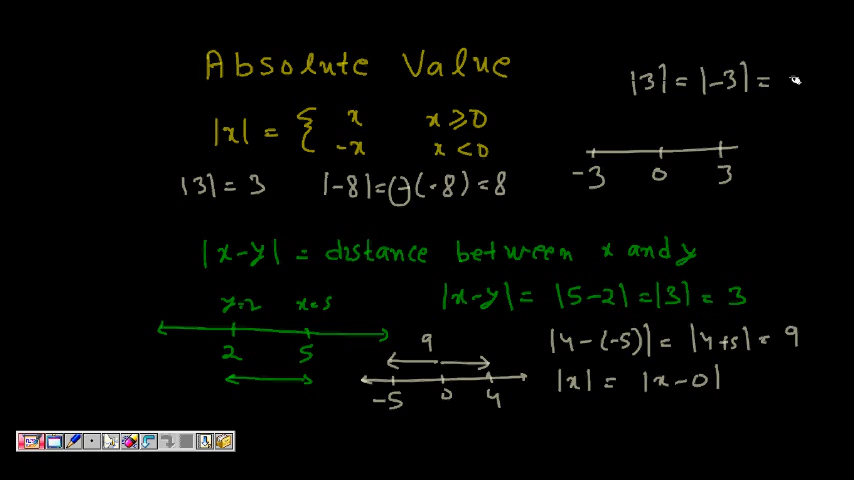 Absolute Value
|3| = |-3| =
|x| = { x x ≥ 0
-x x < 0
-3 0 3
|3| = 3 |-8| = (-)(-8) = 8
|x-y| = distance between x and y
y=2 x=5
|x-y| = |5-2| = |3| = 3
2 5
9
|4-(-5)| = |4+5| = 9
-5 0 4
|x| = |x-0|